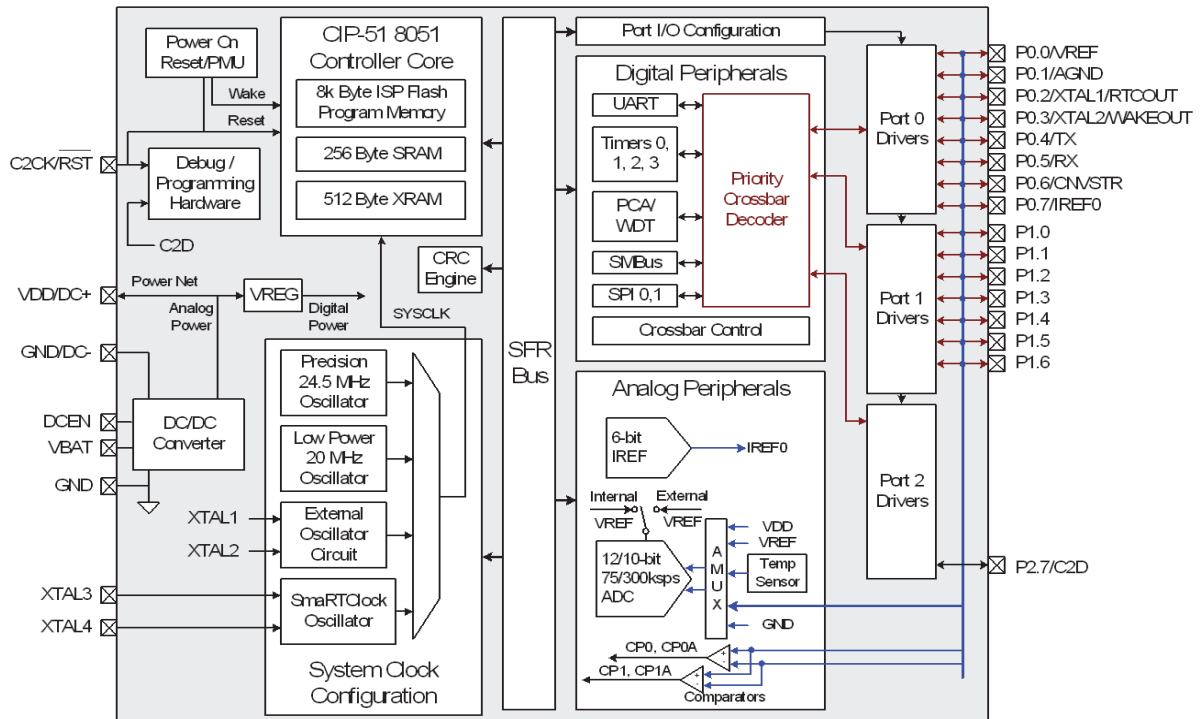 Power On
Reset/PMU
Wake
Reset
C2CK/RST
Debug /
Programming
Hardware
C2D
CIP-51 8051
Controller Core
8k Byte ISP Flash
Program Memory
256 Byte SRAM
512 Byte XRAM
CRC
Engine
VDD/DC+
Power Net
Analog
Power
VREG
Digital
Power
SYSCLK
GND/DC-
DCEN
VBAT
GND
DC/DC
Converter
XTAL1
XTAL2
XTAL3
XTAL4
Precision
24.5 MHz
Oscillator
Low Power
20 MHz
Oscillator
External
Oscillator
Circuit
SmaRTClock
Oscillator
System Clock
Configuration
SFR
Bus
Port I/O Configuration
Digital Peripherals
UART
Timers 0,
1, 2, 3
PCA/
WDT
SMBus
SPI 0,1
Priority
Crossbar
Decoder
Crossbar Control
Analog Peripherals
6-bit
IREF
IREF0
Internal
External
VREF
VREF
12/10-bit
75/300ksps
ADC
A
M
U
X
VDD
VREF
Temp
Sensor
GND
CP0, CP0A
+
-
CP1, CP1A
+
-
Comparators
Port 0
Drivers
Port 1
Drivers
Port 2
Drivers
P0.0/VREF
P0.1/AGND
P0.2/XTAL1/RTCOUT
P0.3/XTAL2/WAKEOUT
P0.4/TX
P0.5/RX
P0.6/CNVSTR
P0.7/IREF0
P1.0
P1.1
P1.2
P1.3
P1.4
P1.5
P1.6
P2.7/C2D